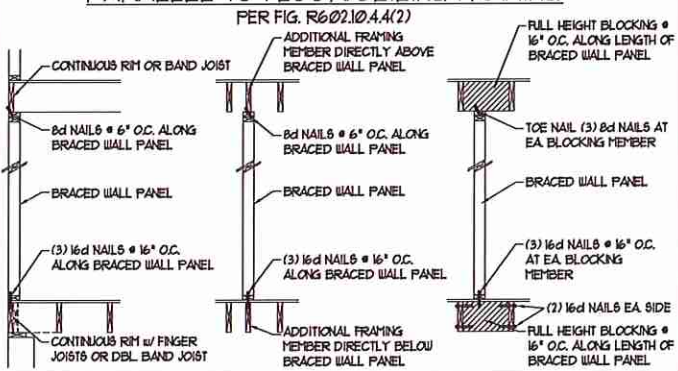 PER FIG. R602.10.4.4(2)
CONTINUOUS RIM OR BAND JOIST
8d NAILS @ 6" O.C. ALONG
BRACED WALL PANEL
BRACED WALL PANEL
(3) 16d NAILS @ 16" O.C.
ALONG BRACED WALL PANEL
CONTINUOUS RIM w/ FINGER
JOISTS OR DBL. BAND JOIST
ADDITIONAL FRAMING
MEMBER DIRECTLY ABOVE
BRACED WALL PANEL
8d NAILS @ 6" O.C. ALONG
BRACED WALL PANEL
BRACED WALL PANEL
(3) 16d NAILS @ 16" O.C.
ALONG BRACED WALL PANEL
ADDITIONAL FRAMING
MEMBER DIRECTLY BELOW
BRACED WALL PANEL
FULL HEIGHT BLOCKING @
16" O.C. ALONG LENGTH OF
BRACED WALL PANEL
TOE NAIL (3) 8d NAILS AT
EA. BLOCKING MEMBER
BRACED WALL PANEL
(3) 16d NAILS @ 16" O.C.
AT EA. BLOCKING
MEMBER
(2) 16d NAILS EA. SIDE
FULL HEIGHT BLOCKING @
16" O.C. ALONG LENGTH OF
BRACED WALL PANEL